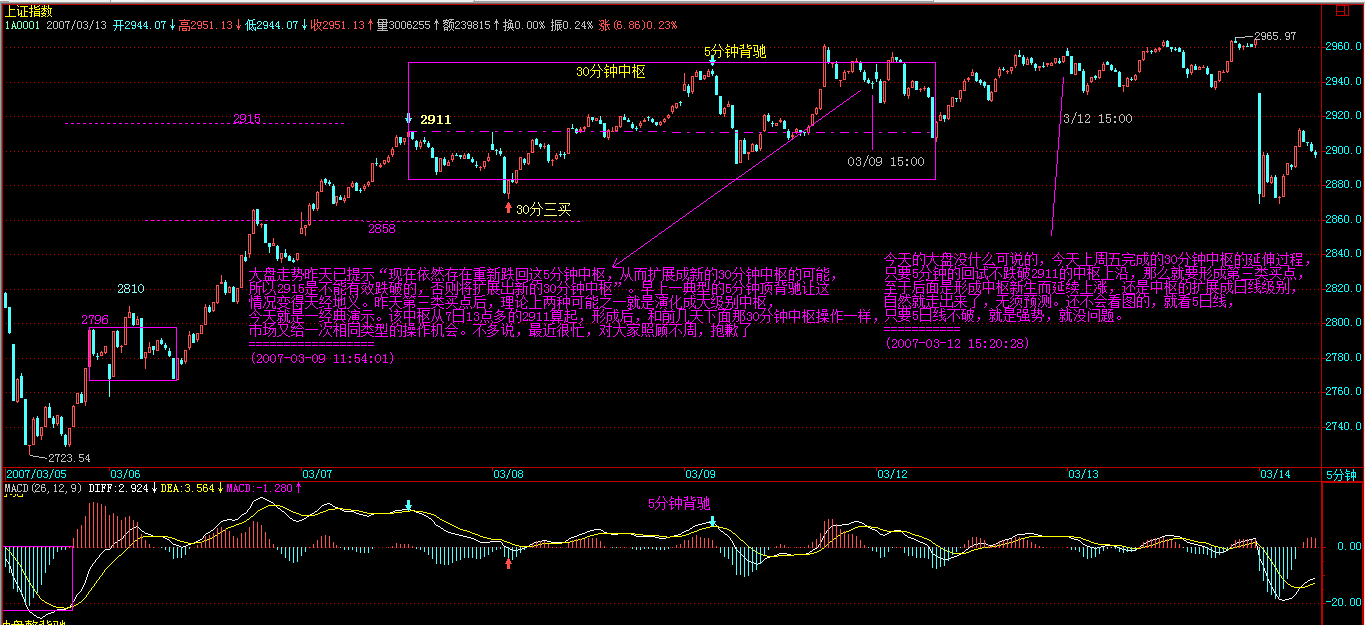 上证指数
1A0001 2007/03/13 开2944.07↓高2951.13↓低2944.07↓收2951.13↑量3006255↑额239815↑换0.00% 振0.24% 涨(6.86)0.23%
2965.97
5分钟背驰
30分钟中枢
2960.0
2940.0
2920.0
2900.0
2880.0
2860.0
2840.0
2820.0
2800.0
2780.0
2760.0
2740.0
2915
2911
3/12 15:00
03/09 15:00
30分三买
2858
2810
2796
大盘走势昨天已提示“现在依然存在重新跌回这5分钟中枢，从而扩展成新的30分钟中枢的可能，
所以2915是不能有效跌破的，否则将扩展出新的30分钟中枢”。早上一典型的5分钟顶背驰让这
情况变得天经地义。昨天第三类买点后，理论上两种可能之一就是演化成大级别中枢，
今天就是一经典演示。该中枢从7日13点多的2911算起，形成后，和前几天下面那30分钟中枢操作一样，
市场又给一次相同类型的操作机会。不多说，最近很忙，对大家照顾不周，抱歉了
==================
(2007-03-09 11:54:01)
今天的大盘没什么可说的，今天上周五完成的30分钟中枢的延伸过程，
只要5分钟的回试不跌破2911的中枢上沿，那么就要形成第三类买点，
至于后面是形成中枢新生而延续上涨，还是中枢的扩展成日线级别，
自然就走出来了，无须预测。还不会看图的，就看5日线，
只要5日线不破，就是强势，就没问题。
===========
(2007-03-12 15:20:28)
2723.54
2007/03/05 03/06 03/07 03/08 03/09 03/12 03/13 03/14 5分钟
MACD(26,12,9) DIFF:2.924↓DEA:3.564↓MACD:-1.280↑
5分钟背驰
0.00
-20.00